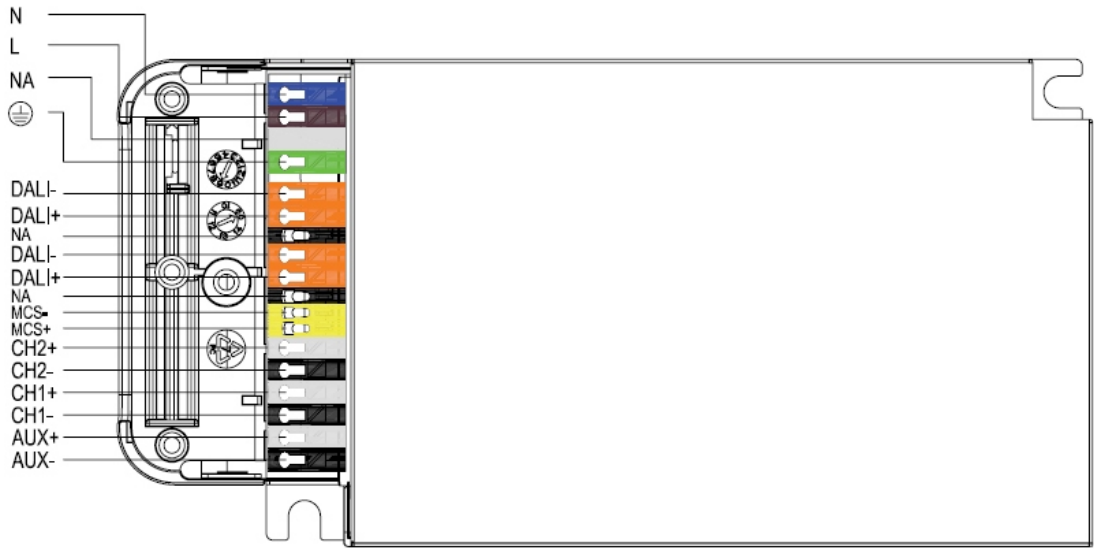 N
L
NA
DALI-
DALI+
NA
DALI-
DALI+
NA
MCS-
MCS+
CH2+
CH2-
CH1+
CH1-
AUX+
AUX-